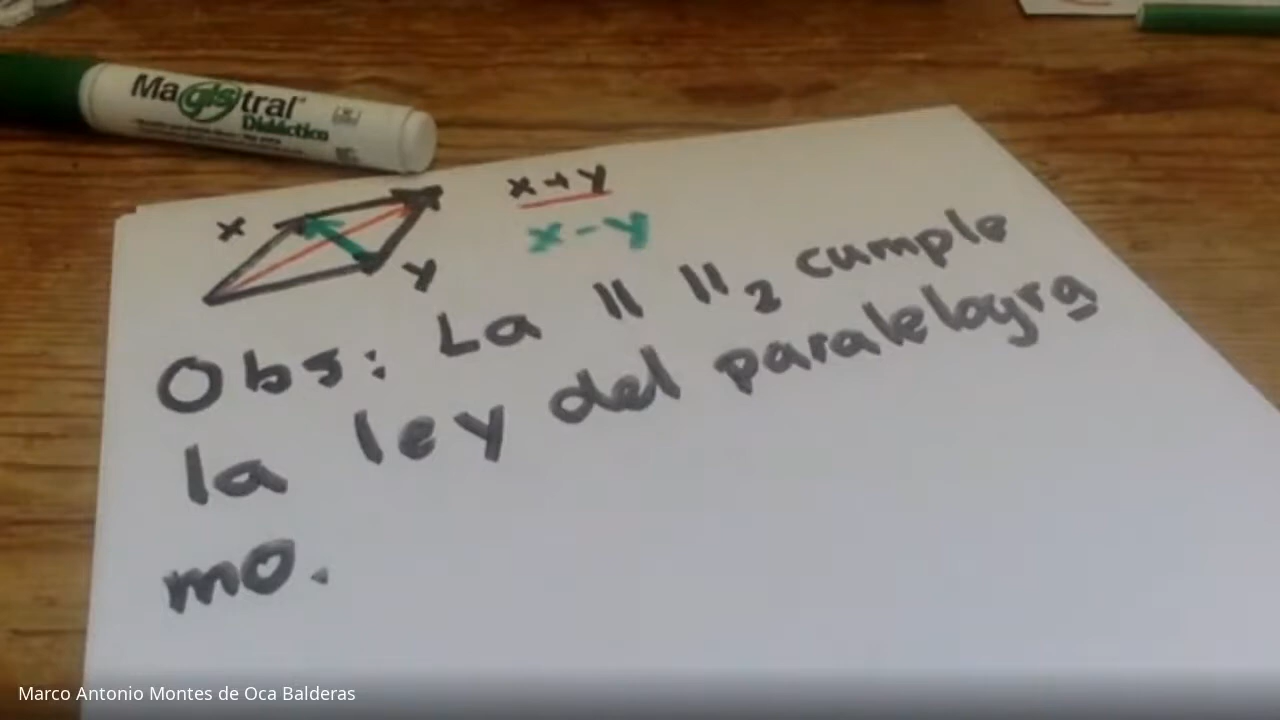 Magistral
Didáctico
x
x+y
x-y
y
Obs: La || ||2 cumple
la ley del paralelogra
mo.
Marco Antonio Montes de Oca Balderas